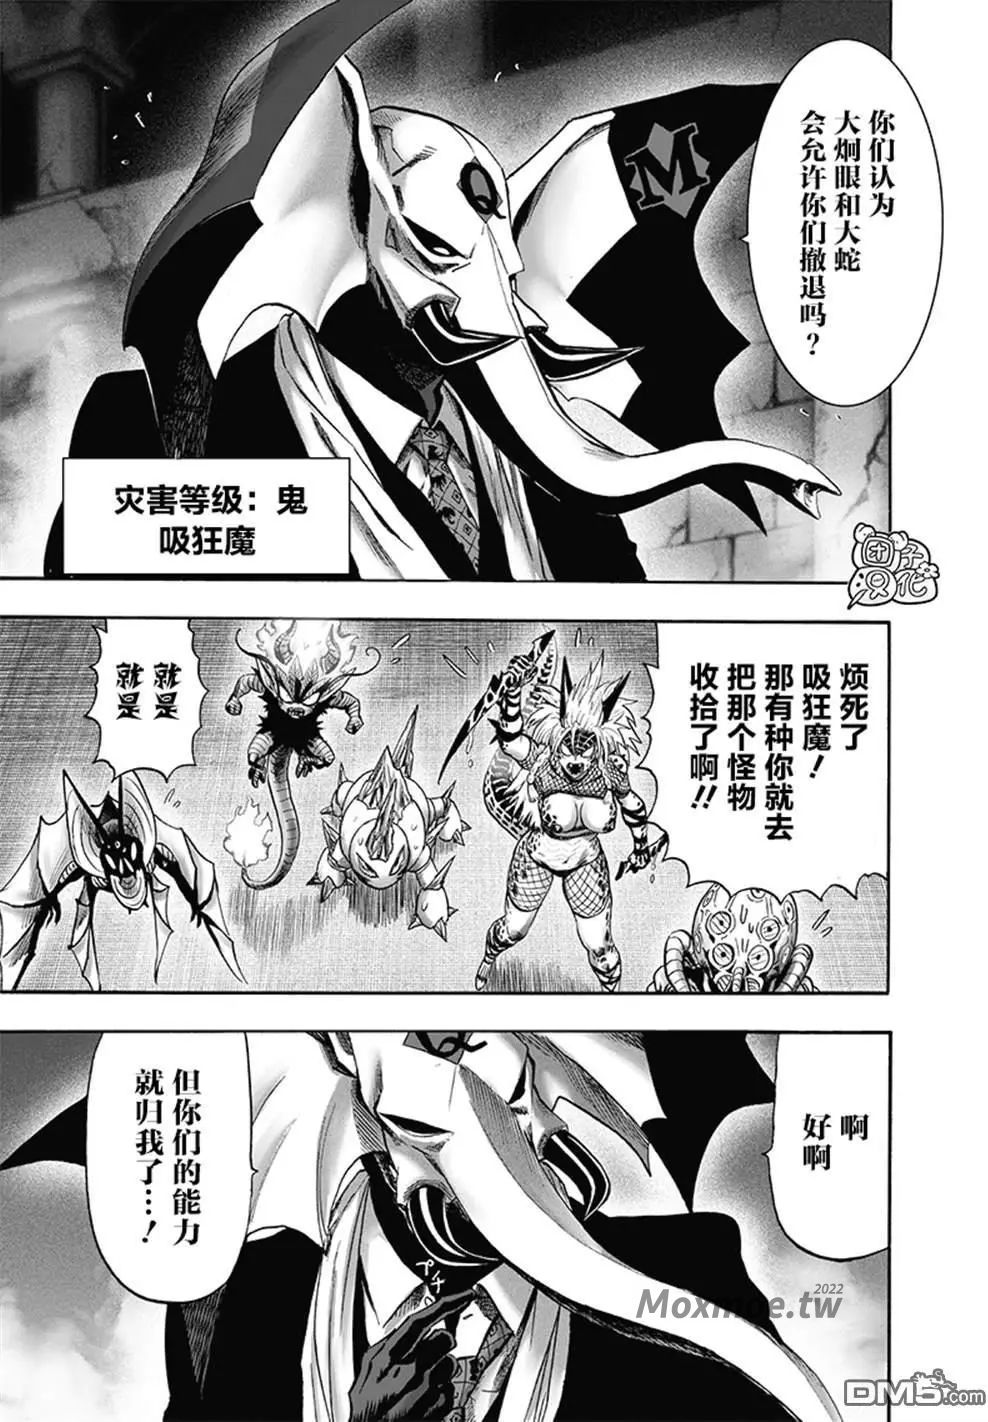 你们认为
大炯眼和大蛇
会允许你们撤退吗？
M
Q
灾害等级：鬼
吸狂魔
团子
汉化
烦死了
吸狂魔！
那有种你就去
把那个怪物
收拾了啊！！
就是
就是
啊
好啊
Q
但你们的能力
就归我了…！
プチ
2022
Moxmoe.tw
DM5.com